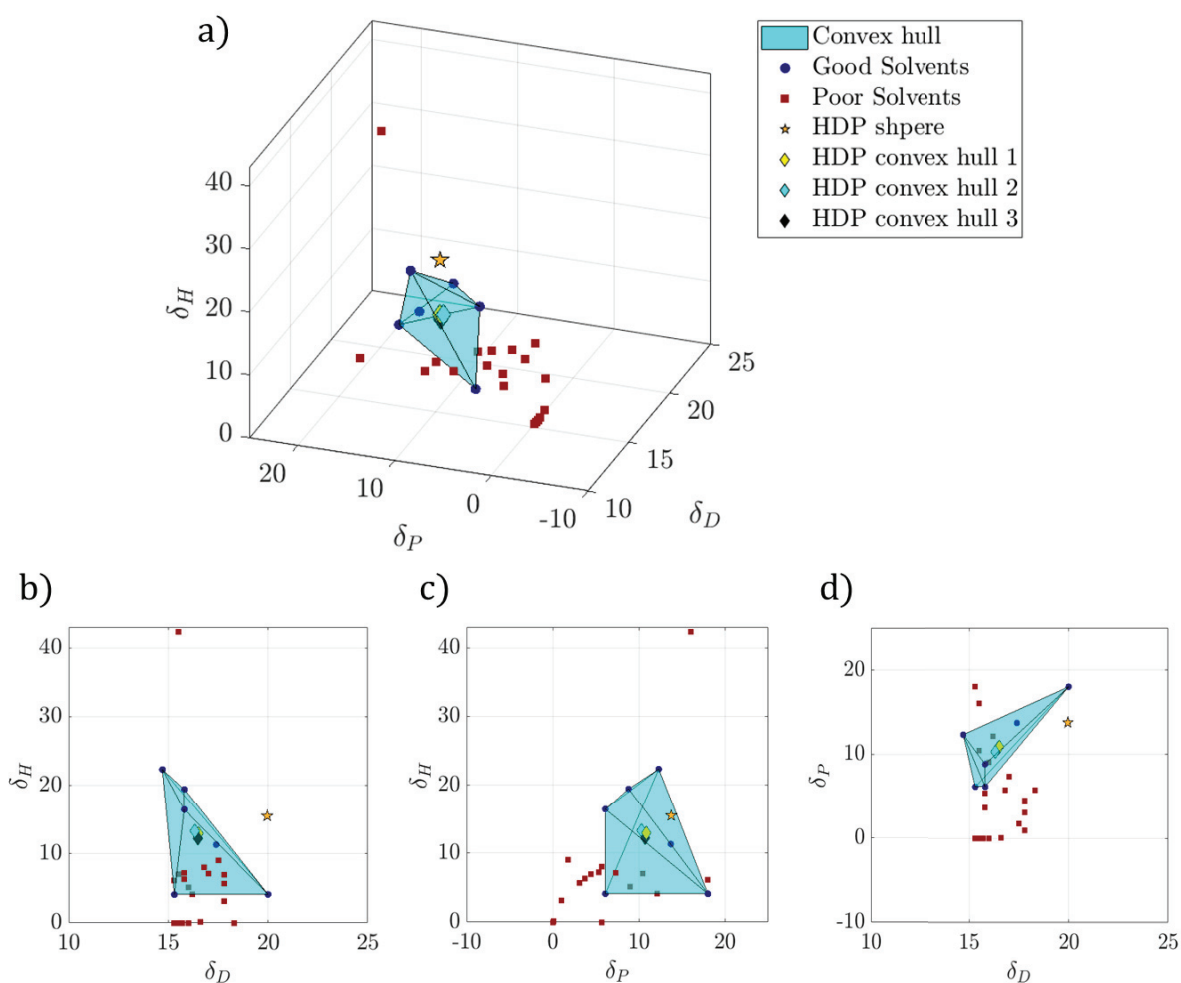 a)
Convex hull
Good Solvents
Poor Solvents
HDP shpere
HDP convex hull 1
HDP convex hull 2
HDP convex hull 3
40
30
20
10
0
δH
20
10
0
-10
δP
10
15
20
25
δD
b)
40
30
20
10
0
δH
10
15
20
25
δD
c)
40
30
20
10
0
δH
-10
0
10
20
δP
d)
20
10
0
-10
δP
10
15
20
25
δD